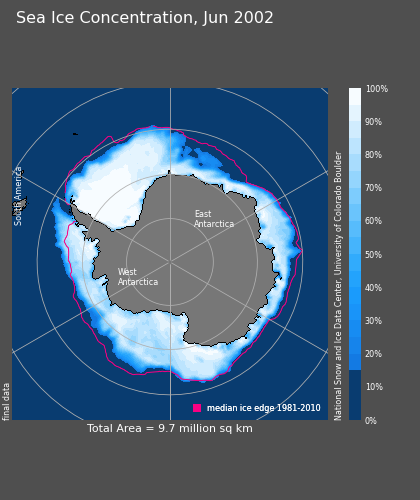 Sea Ice Concentration, Jun 2002
South America
East
Antarctica
West
Antarctica
100%
90%
80%
70%
60%
50%
40%
30%
20%
10%
0%
National Snow and Ice Data Center, University of Colorado Boulder
final data
median ice edge 1981-2010
Total Area = 9.7 million sq km